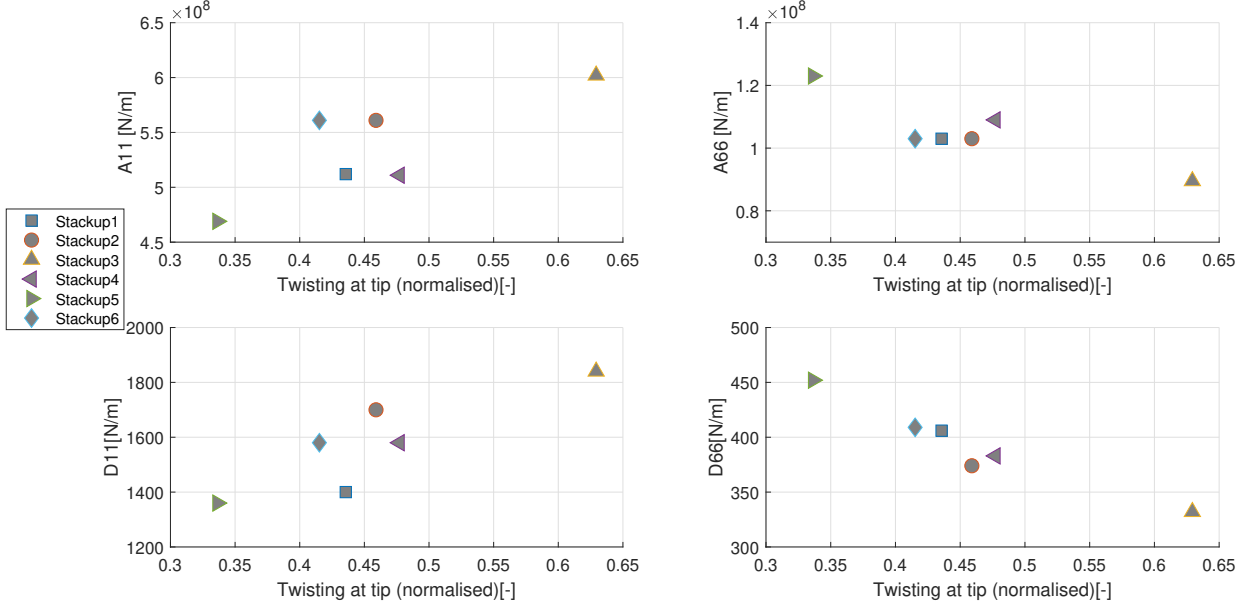 ×10^8
6.5
6
5.5
5
4.5
A11 [N/m]
0.3 0.35 0.4 0.45 0.5 0.55 0.6 0.65
Twisting at tip (normalised)[-]
×10^8
1.4
1.2
1
0.8
A66 [N/m]
0.3 0.35 0.4 0.45 0.5 0.55 0.6 0.65
Twisting at tip (normalised)[-]
Stackup1
Stackup2
Stackup3
Stackup4
Stackup5
Stackup6
2000
1800
1600
1400
1200
D11[N/m]
0.3 0.35 0.4 0.45 0.5 0.55 0.6 0.65
Twisting at tip (normalised)[-]
500
450
400
350
300
D66[N/m]
0.3 0.35 0.4 0.45 0.5 0.55 0.6 0.65
Twisting at tip (normalised)[-]